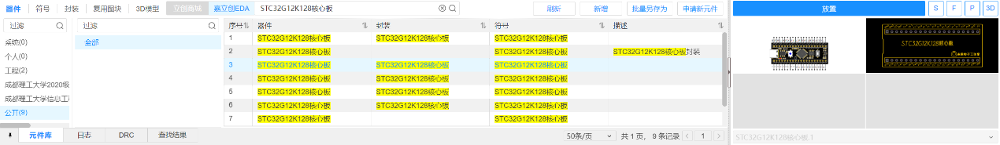 器件 符号 封装 复用图块 3D模型 立创商城 嘉立创EDA STC32G12K128核心板 刷新 新增 批量另存为 申请新元件 放置 S F P 3D
过滤 过滤 序号 器件 封装 符号 描述
系统(0) 全部 1 STC32G12K128核心板 STC32G12K128核心板 STC32G12K128核心板
个人(0) 2 STC32G12K128核心板 STC32G12K128核心板 STC32G12K128核心板封装
工程(2) 3 STC32G12K128核心板 STC32G12K128核心板 STC32G12K128核心板
成都理工大学2020级 4 STC32G12K128核心板 STC32G12K128核心板
成都理工大学信息工 5 STC32G12K128核心板 STC32G12K128核心板 STC32G12K128核心板
公开(9) 6 STC32G12K128核心板 STC32G12K128核心板 STC32G12K128核心板
7 STC32G12K128核心板 STC32G12K128核心板
STC32G12K128核心板
元件库 日志 DRC 查找结果 50条/页 共 1 页, 9 条记录 1 STC32G12K128核心板.1